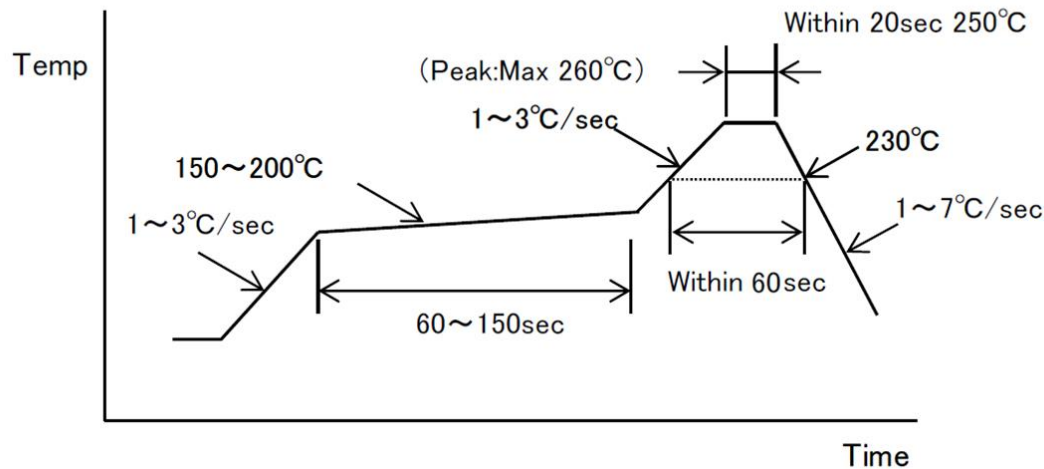 Within 20sec 250℃
Temp
(Peak:Max 260℃)
1～3℃/sec
150～200℃
230℃
1～3℃/sec
1～7℃/sec
Within 60sec
60～150sec
Time